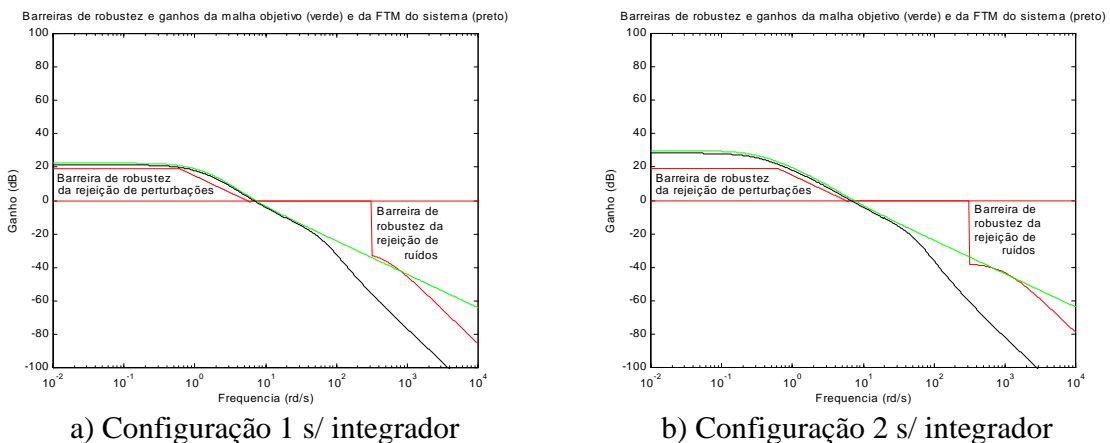 Barreiras de robustez e ganhos da malha objetivo (verde) e da FTM do sistema (preto)
100
80
60
40
20
0
-20
-40
-60
-80
-100
Ganho (dB)
Barreira de robustez
da rejeição de perturbações
Barreira de
robustez da
rejeição de
ruídos
10-2
10-1
100
101
102
103
104
Frequencia (rd/s)
a) Configuração 1 s/ integrador
Barreiras de robustez e ganhos da malha objetivo (verde) e da FTM do sistema (preto)
100
80
60
40
20
0
-20
-40
-60
-80
-100
Ganho (dB)
Barreira de robustez
da rejeição de perturbações
Barreira de
robustez da
rejeição de
ruídos
10-2
10-1
100
101
102
103
104
Frequencia (rd/s)
b) Configuração 2 s/ integrador